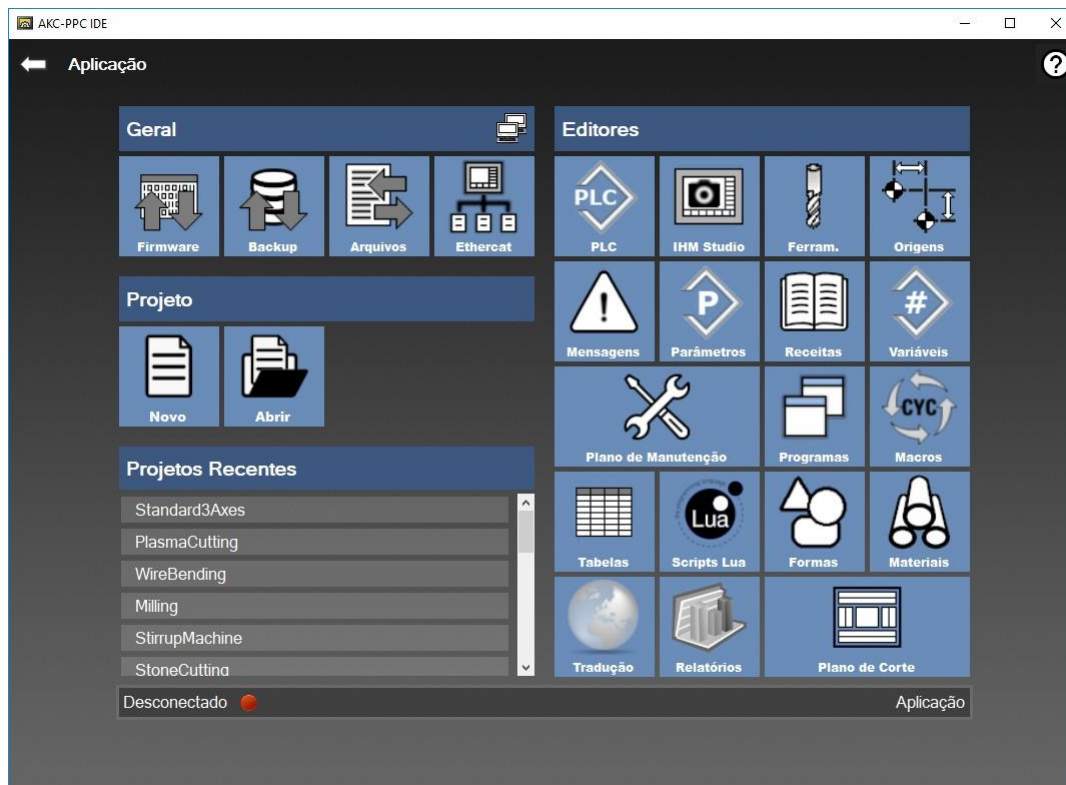 AKC-PPC IDE
Aplicação
Geral
Firmware
Backup
Arquivos
Ethercat
Projeto
Novo
Abrir
Projetos Recentes
Standard3Axes
PlasmaCutting
WireBending
Milling
StirrupMachine
StoneCutting
Editores
PLC
PLC
IHM Studio
Ferram.
Origens
Mensagens
P
Parâmetros
Receitas
#
Variáveis
Plano de Manutenção
Programas
CYC
Macros
Tabelas
Lua
Scripts Lua
Formas
Materiais
Tradução
Relatórios
Plano de Corte
Desconectado
Aplicação